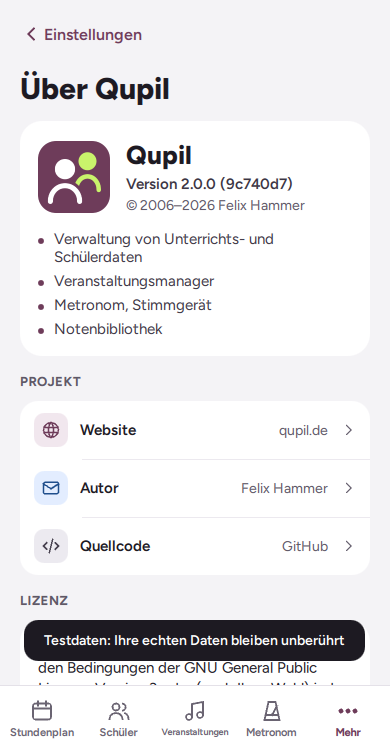 Einstellungen
Über Qupil
Qupil
Version 2.0.0 (9c740d7)
© 2006–2026 Felix Hammer
Verwaltung von Unterrichts- und
Schülerdaten
Veranstaltungsmanager
Metronom, Stimmgerät
Notenbibliothek
PROJEKT
Website qupil.de
Autor Felix Hammer
Quellcode GitHub
LIZENZ
Testdaten: Ihre echten Daten bleiben unberührt
den Bedingungen der GNU General Public
Stundenplan Schüler Veranstaltungen Metronom Mehr